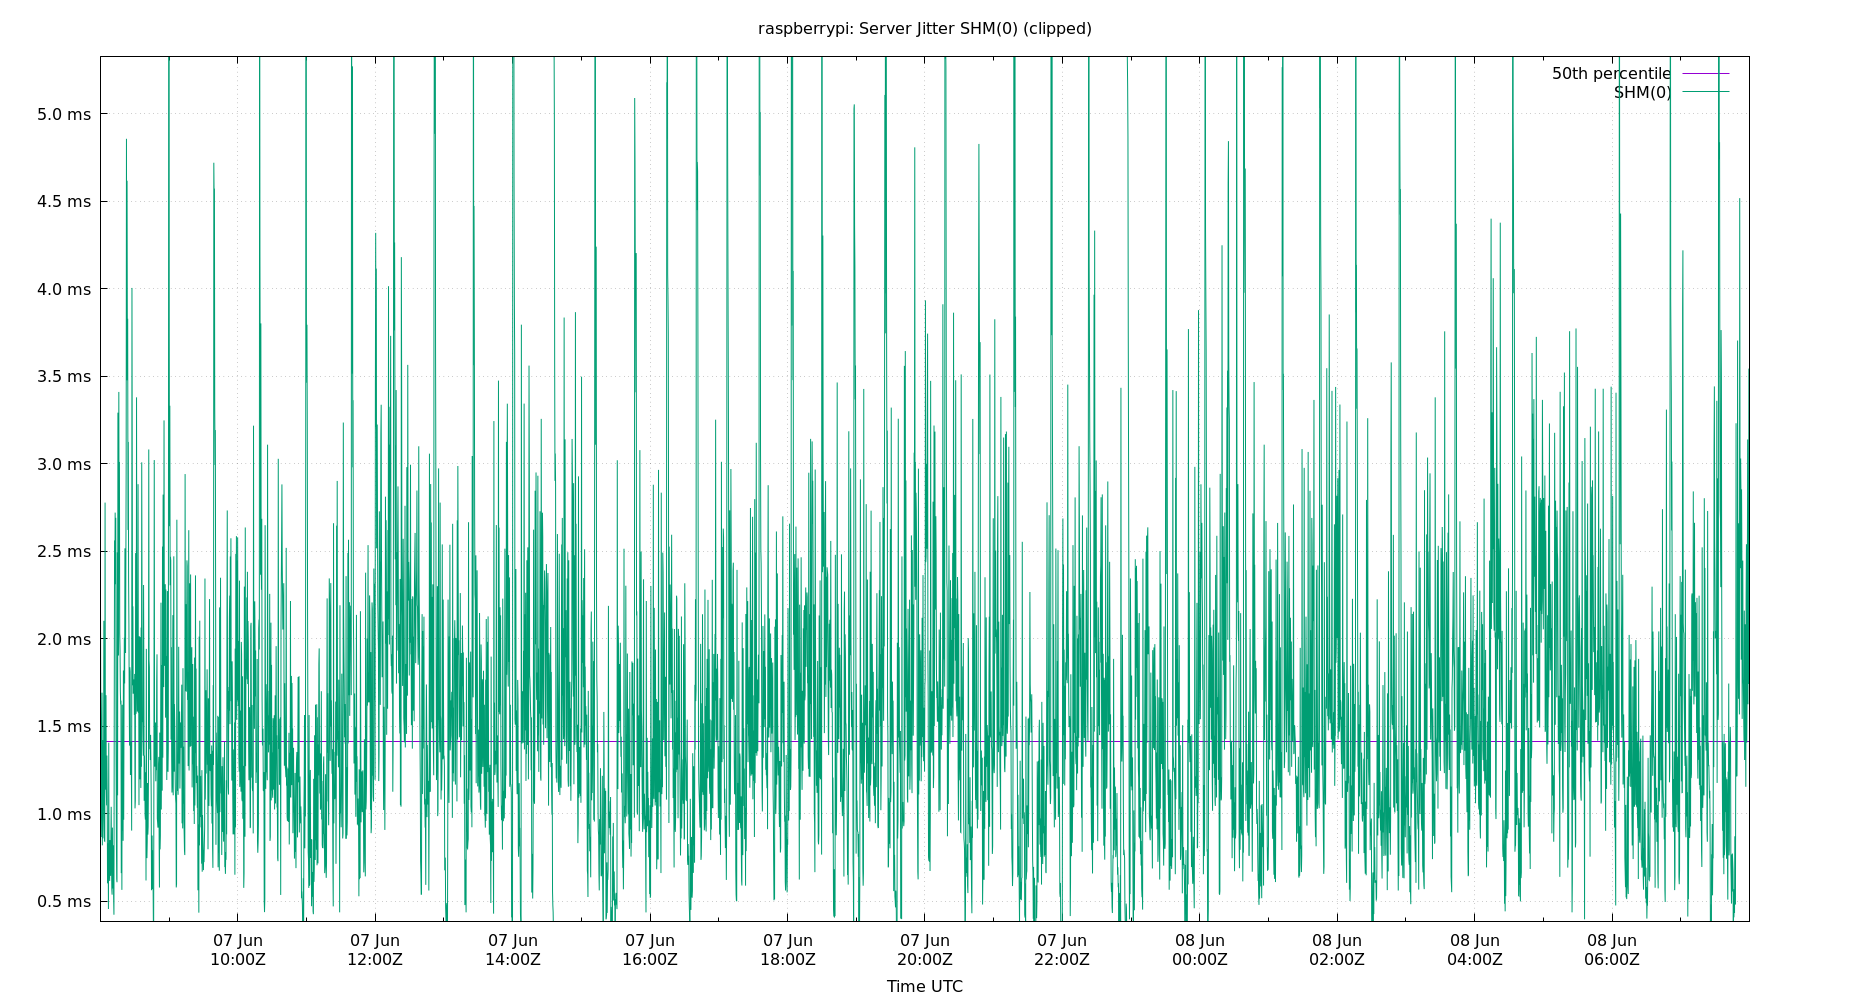 raspberrypi: Server Jitter SHM(0) (clipped)
50th percentile
SHM(0)
5.0 ms
4.5 ms
4.0 ms
3.5 ms
3.0 ms
2.5 ms
2.0 ms
1.5 ms
1.0 ms
0.5 ms
07 Jun 07 Jun 07 Jun 07 Jun 07 Jun 07 Jun 07 Jun 08 Jun 08 Jun 08 Jun 08 Jun
10:00Z 12:00Z 14:00Z 16:00Z 18:00Z 20:00Z 22:00Z 00:00Z 02:00Z 04:00Z 06:00Z
Time UTC